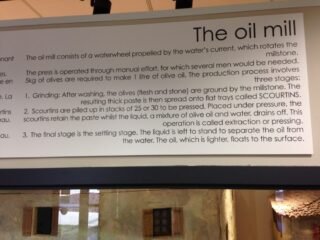 The oil mill
onant
The oil mill consists of a waterwheel propelled by the water's current, which rotates the
millstone.
es.
The press is operated through manual effort, for which several men would be needed.
e en
5kg of olives are required to make 1 litre of olive oil. The production process involves
three stages:
e. La
1. Grinding: After washing, the olives (flesh and stone) are ground by the millstone. The
resulting thick paste is then spread onto flat trays called SCOURTINS.
rtins
2. Scourtins are piled up in stacks of 25 or 30 to be pressed. Placed under pressure, the
au.
scourtins retain the paste whilst the liquid, a mixture of olive oil and water, drains off. This
operation is called extraction or pressing.
au.
3. The final stage is the settling stage. The liquid is left to stand to separate the oil from
the water. The oil, which is lighter, floats to the surface.